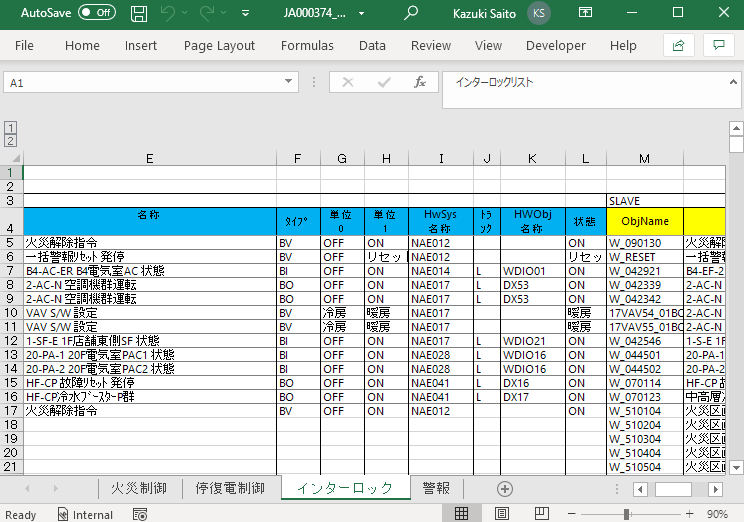 AutoSave Off JA000374_... Kazuki Saito KS
File Home Insert Page Layout Formulas Data Review View Developer Help
A1 fx インターロックリスト
1
2
E F G H I J K L M
1
2
3 SLAVE
4 名称 ﾀｲﾌﾟ 単位 0 単位 1 HwSys 名称 ﾄﾗ ｯｸ HWObj 名称 状態 ObjName
5 火災解除指令 BV OFF ON NAE012 ON W_090130 火災解除
6 一括警報ﾘｾｯﾄ 発停 BV OFF リセッ NAE012 リセッ W_RESET 一括警報
7 B4-AC-ER B4電気室AC 状態 BI OFF ON NAE014 L WDIO01 ON W_042921 B4-EF-2
8 2-AC-N 空調機群運転 BO OFF ON NAE017 L DX53 ON W_042339 2-AC-N
9 2-AC-N 空調機群運転 BO OFF ON NAE017 L DX53 ON W_042342 2-AC-N
10 VAV S/W 設定 BV 冷房 暖房 NAE017 暖房 17VAV54_01BC 2-AC-N
11 VAV S/W 設定 BV 冷房 暖房 NAE017 暖房 17VAV55_01BC 2-AC-N
12 1-SF-E 1F店舗東側SF 状態 BI OFF ON NAE017 L WDIO21 ON W_042546 1-S-E 1F
13 20-PA-1 20F電気室PAC1 状態 BI OFF ON NAE028 L WDIO16 ON W_044501 20-PA-1
14 20-PA-2 20F電気室PAC2 状態 BI OFF ON NAE028 L WDIO16 ON W_044502 20-PA-2
15 HF-CP 故障ﾘｾｯﾄ 発停 BO OFF ON NAE041 L DX16 ON W_070114 HF-CP 故
16 HF-CP冷水ﾌﾞｰｽﾀｰP群 BO OFF ON NAE041 L DX17 ON W_070123 中高層
17 火災解除指令 BV OFF ON NAE012 ON W_510104 火災区画
18 W_510204 火災区画
19 W_510304 火災区画
20 W_510404 火災区画
21 W_510504 火災区画
火災制御 停復電制御 インターロック 警報
Ready Internal 90%